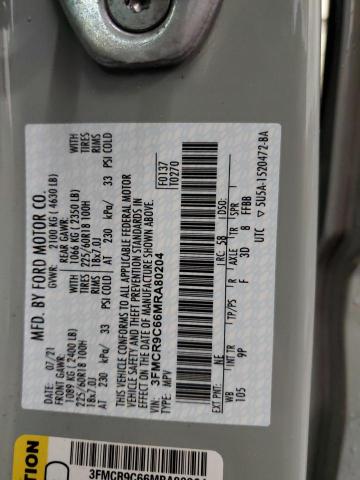 MFD. BY FORD MOTOR CO.
DATE: 07/21 GVWR: 2100 KG ( 4630 LB)
FRONT GAWR: REAR GAWR: WITH
1089 KG ( 2400 LB) 1066 KG ( 2350 LB) TIRES
225/60R18 100H 225/60R18 100H RIMS
18x7.0J 18x7.0J
AT 230 kPa/ 33 PSI COLD AT 230 kPa/ 33 PSI COLD
WITH
TIRES
RIMS
THIS VEHICLE CONFORMS TO ALL APPLICABLE FEDERAL MOTOR
VEHICLE SAFETY AND THEFT PREVENTION STANDARDS
IN EFFECT ON THE DATE OF MANUFACTURE SHOWN ABOVE.
VIN: 3FMCR9C66MRA80204
TYPE: MPV
F0137
T0270
EXT.PNT: NE RC: 58 DSO:
WB INT TR TP/PS R AXLE TR SPR
105 9P F 3D 8 FFBB
UTC ▽ 5U5A-1520472-BA
TION
3FMCR9C66MRA80204